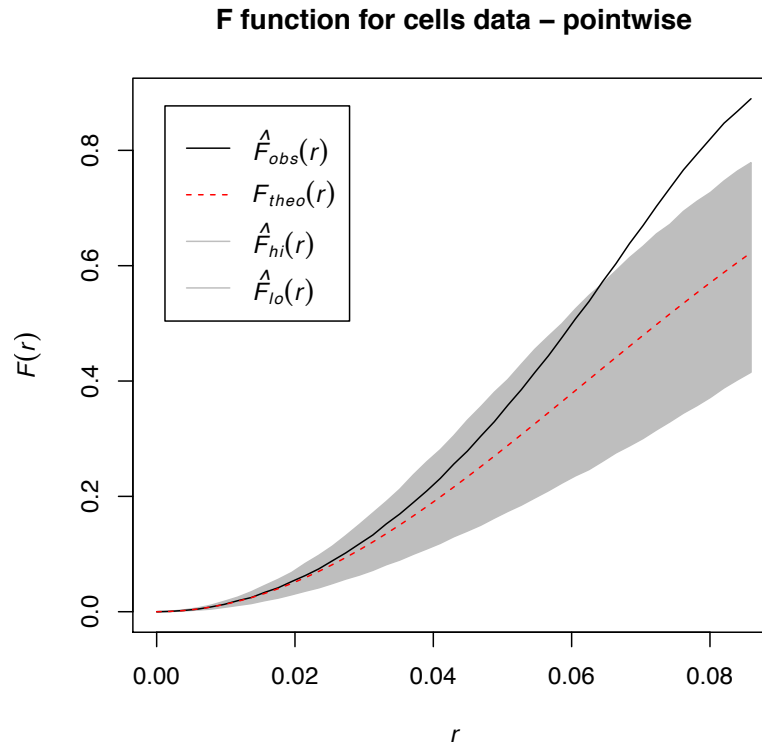 F function for cells data – pointwise
F̂obs(r)
Ftheo(r)
F̂hi(r)
F̂lo(r)
F(r)
0.8
0.6
0.4
0.2
0.0
0.00 0.02 0.04 0.06 0.08
r